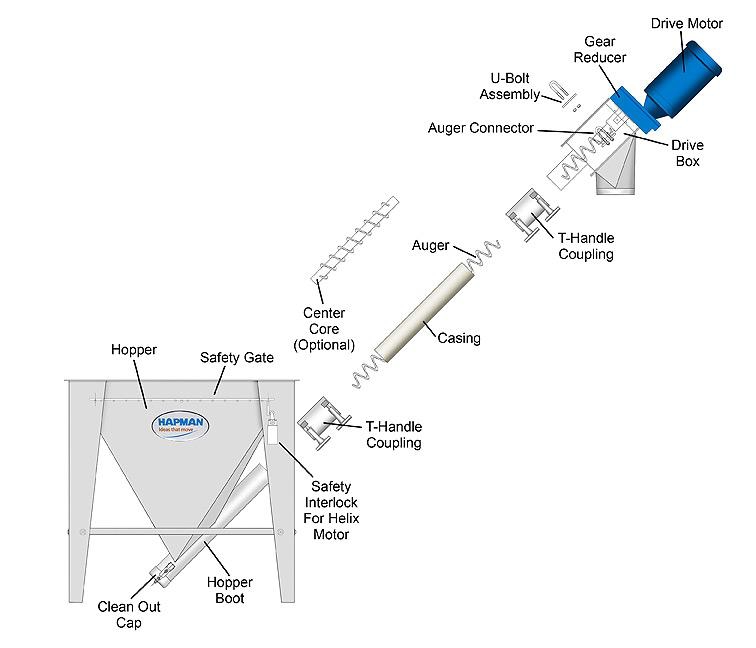 Drive Motor
Gear
Reducer
U-Bolt
Assembly
Auger Connector
Drive
Box
T-Handle
Coupling
Auger
Center
Core
(Optional)
Casing
Hopper
Safety Gate
HAPMAN
Ideas that move
T-Handle
Coupling
Safety
Interlock
For Helix
Motor
Hopper
Boot
Clean Out
Cap